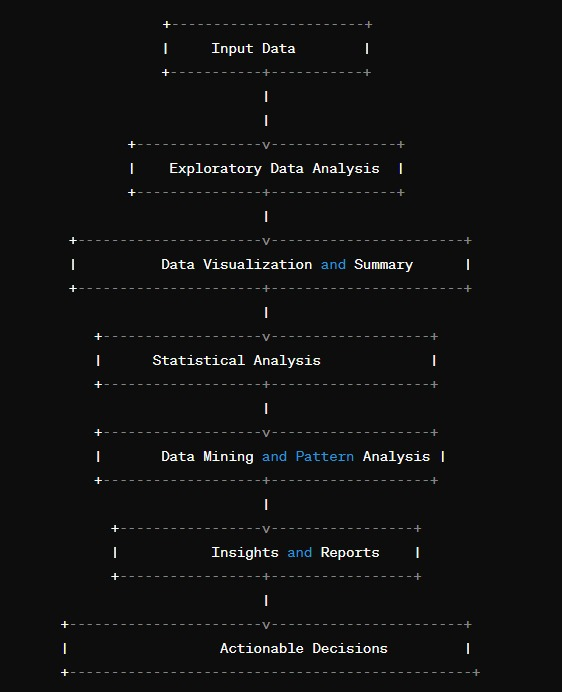 Input Data
Exploratory Data Analysis
Data Visualization and Summary
Statistical Analysis
Data Mining and Pattern Analysis
Insights and Reports
Actionable Decisions